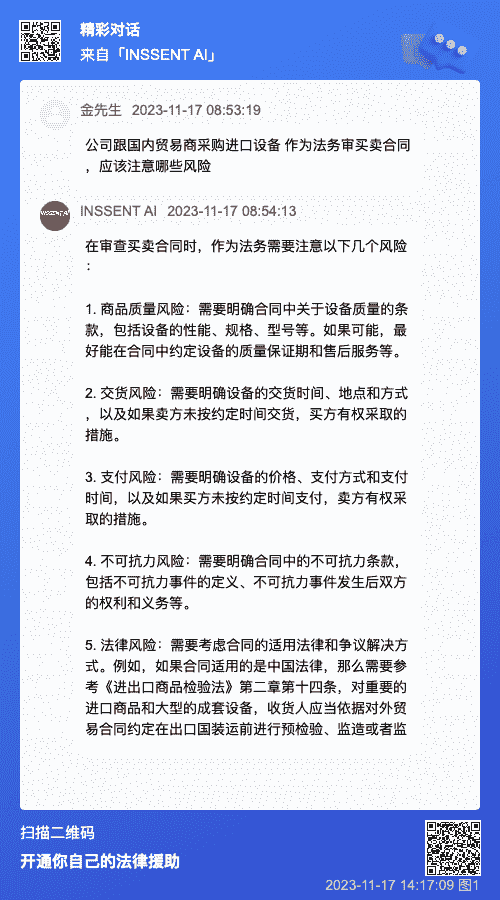 精彩对话
来自「INSSENT AI」
金先生 2023-11-17 08:53:19
公司跟国内贸易商采购进口设备 作为法务审买卖合同
，应该注意哪些风险
INSSENT AI
INSSENT AI 2023-11-17 08:54:13
在审查买卖合同时，作为法务需要注意以下几个风险
：
1. 商品质量风险：需要明确合同中关于设备质量的条
款，包括设备的性能、规格、型号等。如果可能，最
好能在合同中约定设备的质量保证期和售后服务等。
2. 交货风险：需要明确设备的交货时间、地点和方式
，以及如果卖方未按约定时间交货，买方有权采取的
措施。
3. 支付风险：需要明确设备的价格、支付方式和支付
时间，以及如果买方未按约定时间支付，卖方有权采
取的措施。
4. 不可抗力风险：需要明确合同中的不可抗力条款，
包括不可抗力事件的定义、不可抗力事件发生后双方
的权利和义务等。
5. 法律风险：需要考虑合同的适用法律和争议解决方
式。例如，如果合同适用的是中国法律，那么需要参
考《进出口商品检验法》第二章第十四条，对重要的
进口商品和大型的成套设备，收货人应当依据对外贸
易合同约定在出口国装运前进行预检验、监造或者监
扫描二维码
开通你自己的法律援助
2023-11-17 14:17:09 图1